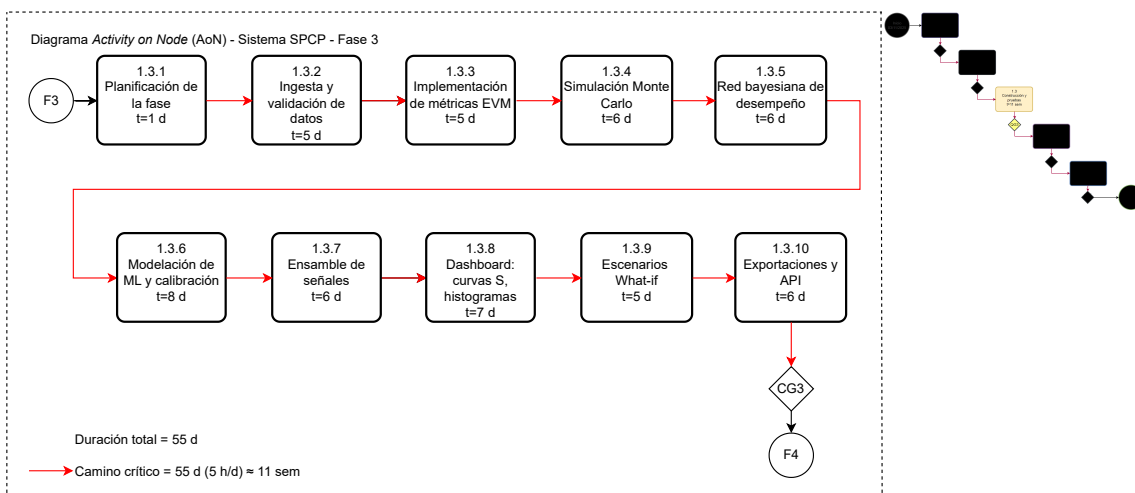 Diagrama Activity on Node (AoN) - Sistema SPCP - Fase 3
F3
1.3.1
Planificación de
la fase
t=1 d
1.3.2
Ingesta y
validación de
datos
t=5 d
1.3.3
Implementación
de métricas EVM
t=5 d
1.3.4
Simulación Monte
Carlo
t=6 d
1.3.5
Red bayesiana de
desempeño
t=6 d
1.3.6
Modelación de
ML y calibración
t=8 d
1.3.7
Ensamble de
señales
t=6 d
1.3.8
Dashboard:
curvas S,
histogramas
t=7 d
1.3.9
Escenarios
What-if
t=5 d
1.3.10
Exportaciones y
API
t=6 d
CG3
F4
Duración total = 55 d
Camino crítico = 55 d (5 h/d) ≈ 11 sem
1.3
Construcción y
pruebas